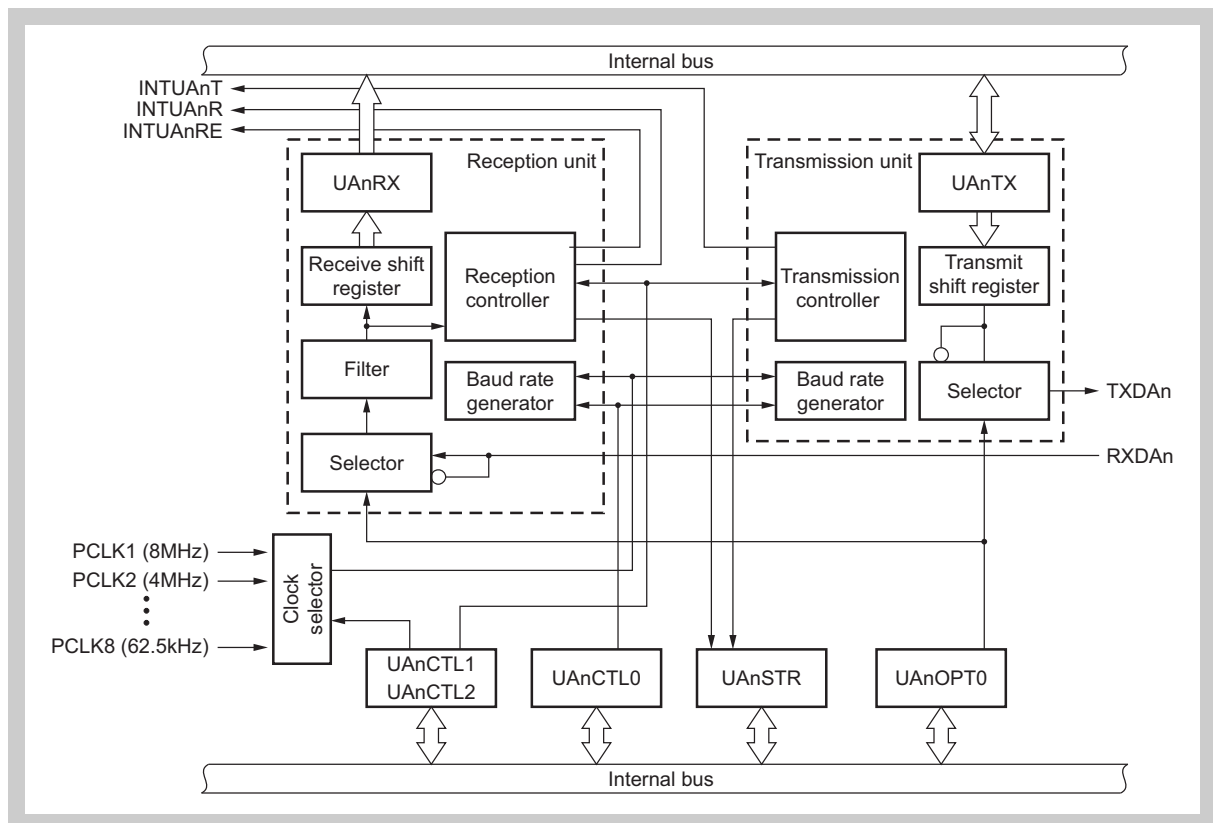 Internal bus
INTUAnT
INTUAnR
INTUAnRE
Reception unit
Transmission unit
UAnRX
UAnTX
Receive shift
register
Reception
controller
Transmission
controller
Transmit
shift register
Filter
Baud rate
generator
Baud rate
generator
Selector
TXDAn
Selector
RXDAn
PCLK1 (8MHz)
PCLK2 (4MHz)
PCLK8 (62.5kHz)
Clock
selector
UAnCTL1
UAnCTL2
UAnCTL0
UAnSTR
UAnOPT0
Internal bus